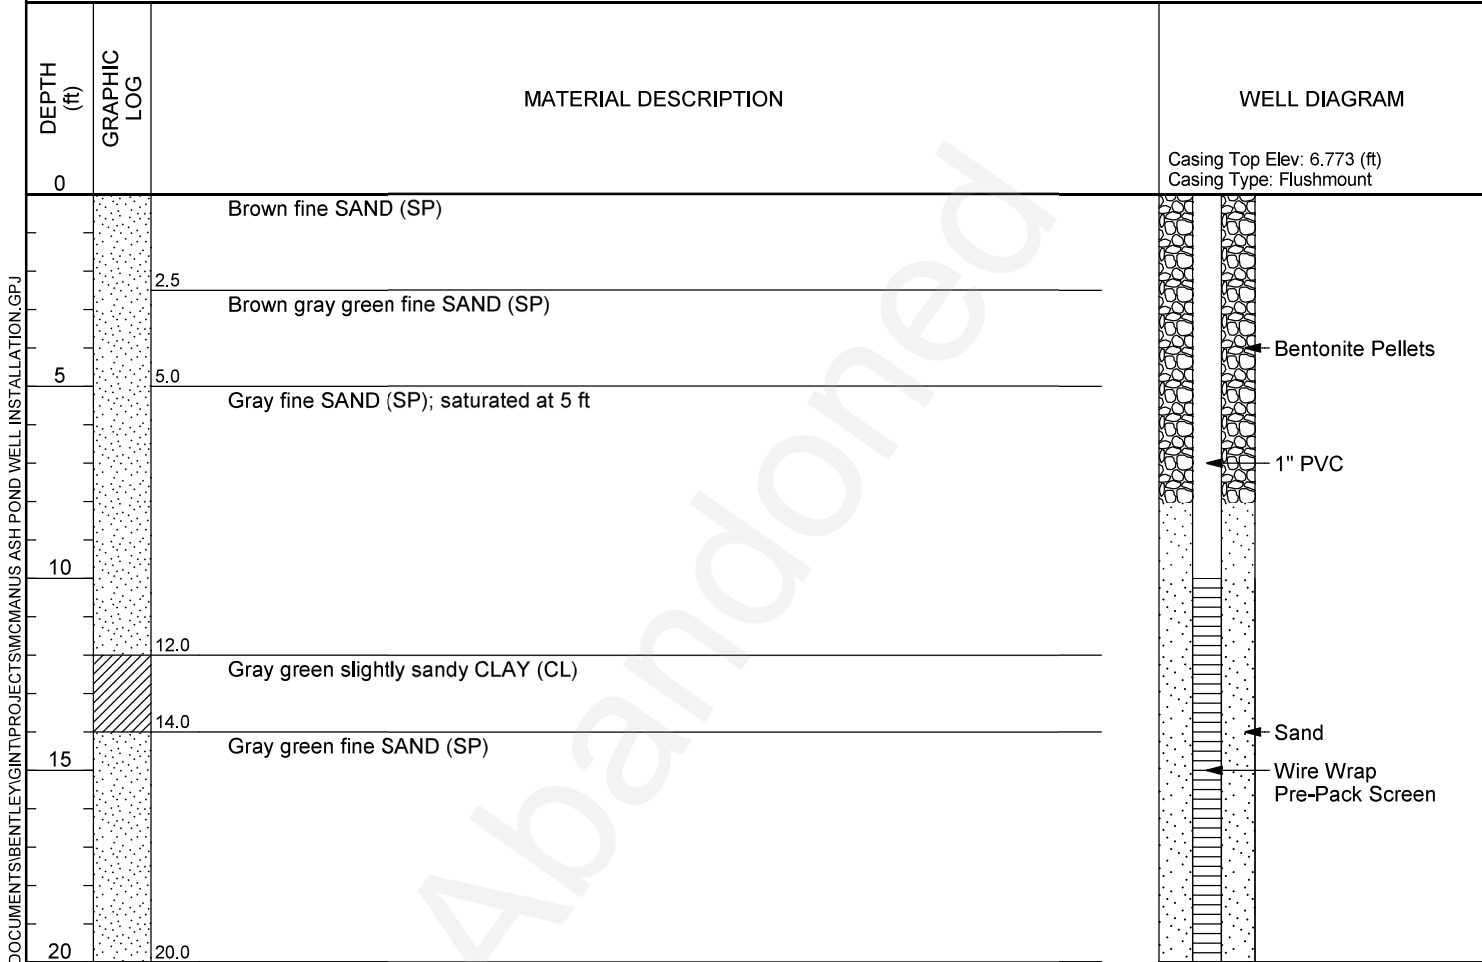 DEPTH
(ft)
GRAPHIC
LOG
MATERIAL DESCRIPTION
WELL DIAGRAM
Casing Top Elev: 6.773 (ft)
Casing Type: Flushmount
0
Brown fine SAND (SP)
2.5
Brown gray green fine SAND (SP)
Bentonite Pellets
5
5.0
Gray fine SAND (SP); saturated at 5 ft
1" PVC
10
12.0
Gray green slightly sandy CLAY (CL)
14.0
Gray green fine SAND (SP)
Sand
15
Wire Wrap
Pre-Pack Screen
20
20.0
DOCUMENTS\BENTLEY\GINT\PROJECTS\MCMANUS ASH POND WELL INSTALLATION.GPJ
Abandoned